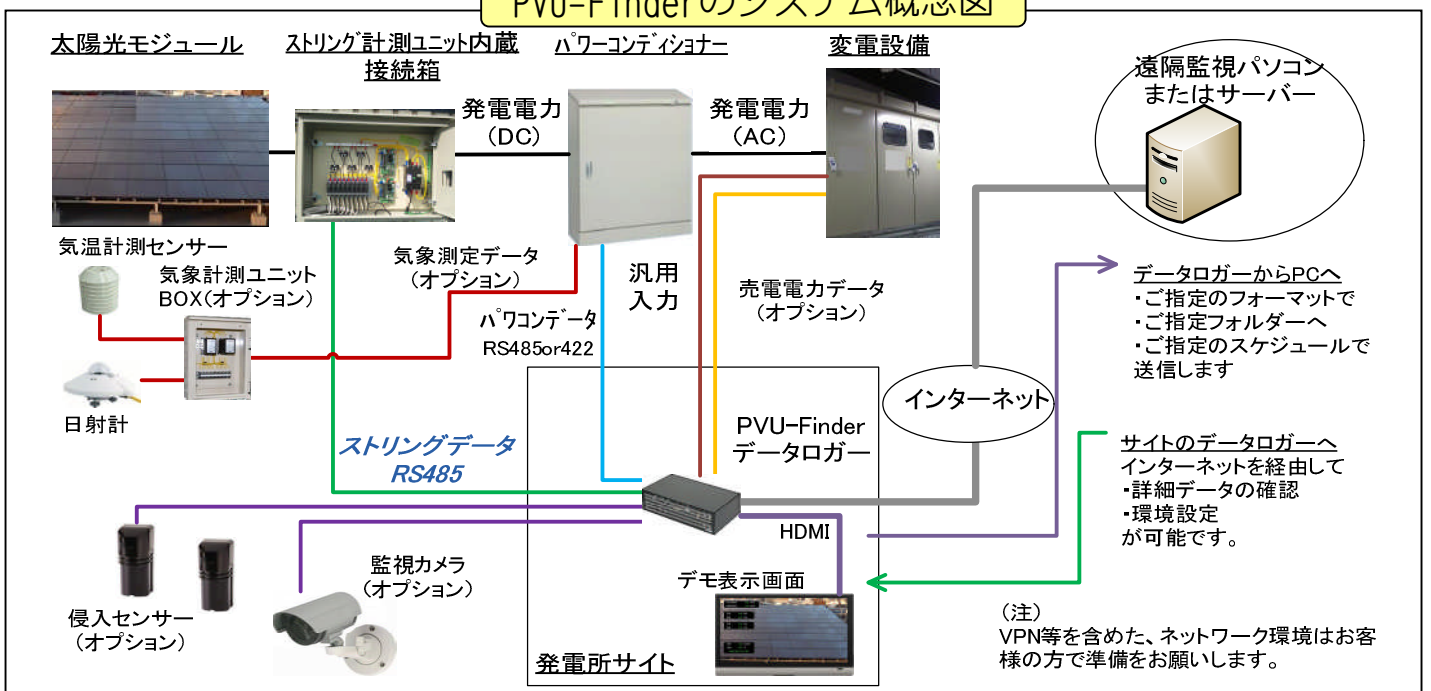 PVU-Finderのシステム概念図
太陽光モジュール
ストリング計測ユニット内蔵
接続箱
パワーコンディショナー
変電設備
遠隔監視パソコン
またはサーバー
発電電力
(DC)
発電電力
(AC)
気温計測センサー
気象計測ユニット
BOX(オプション)
日射計
気象測定データ
(オプション)
汎用
入力
パワコンデータ
RS485or422
売電電力データ
(オプション)
データロガーからPCへ
・ご指定のフォーマットで
・ご指定フォルダーへ
・ご指定のスケジュールで
送信します
インターネット
PVU-Finder
データロガー
ストリングデータ
RS485
サイトのデータロガーへ
インターネットを経由して
・詳細データの確認
・環境設定
が可能です。
HDMI
監視カメラ
(オプション)
侵入センサー
(オプション)
デモ表示画面
発電所サイト
(注)
VPN等を含めた、ネットワーク環境はお客
様の方で準備をお願いします。